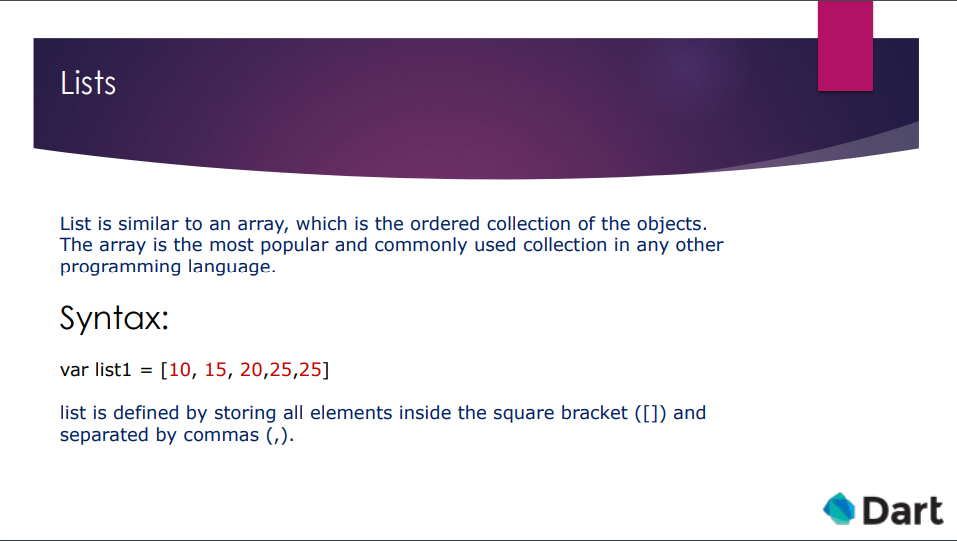 Lists
List is similar to an array, which is the ordered collection of the objects.
The array is the most popular and commonly used collection in any other
programming language.
Syntax:
var list1 = [10, 15, 20,25,25]
list is defined by storing all elements inside the square bracket ([]) and
separated by commas (,).
Dart